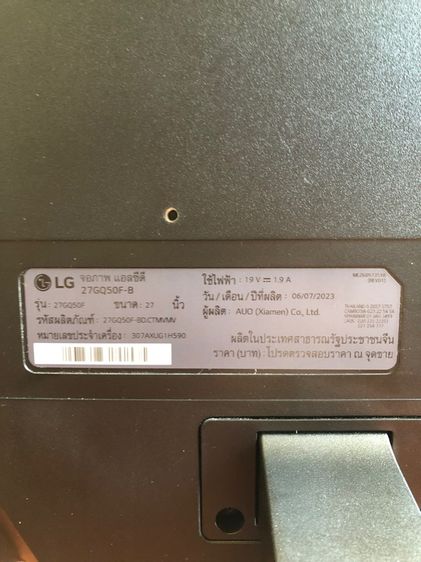 LG จอภาพ แอลซีดี
27GQ50F-B
รุ่น: 27GQ50F ขนาด: 27 นิ้ว
รหัสผลิตภัณฑ์: 27GQ50F-BD.CTMVMV
หมายเลขประจำเครื่อง: 307AXUG1H590
ใช้ไฟฟ้า: 19 V 1.9 A
วัน / เดือน / ปีที่ผลิต: 06/07/2023
ผู้ผลิต: AUO (Xiamen) Co., Ltd.
ผลิตในประเทศสาธารณรัฐประชาชนจีน
ราคา (บาท): โปรดตรวจสอบราคา ณ จุดขาย